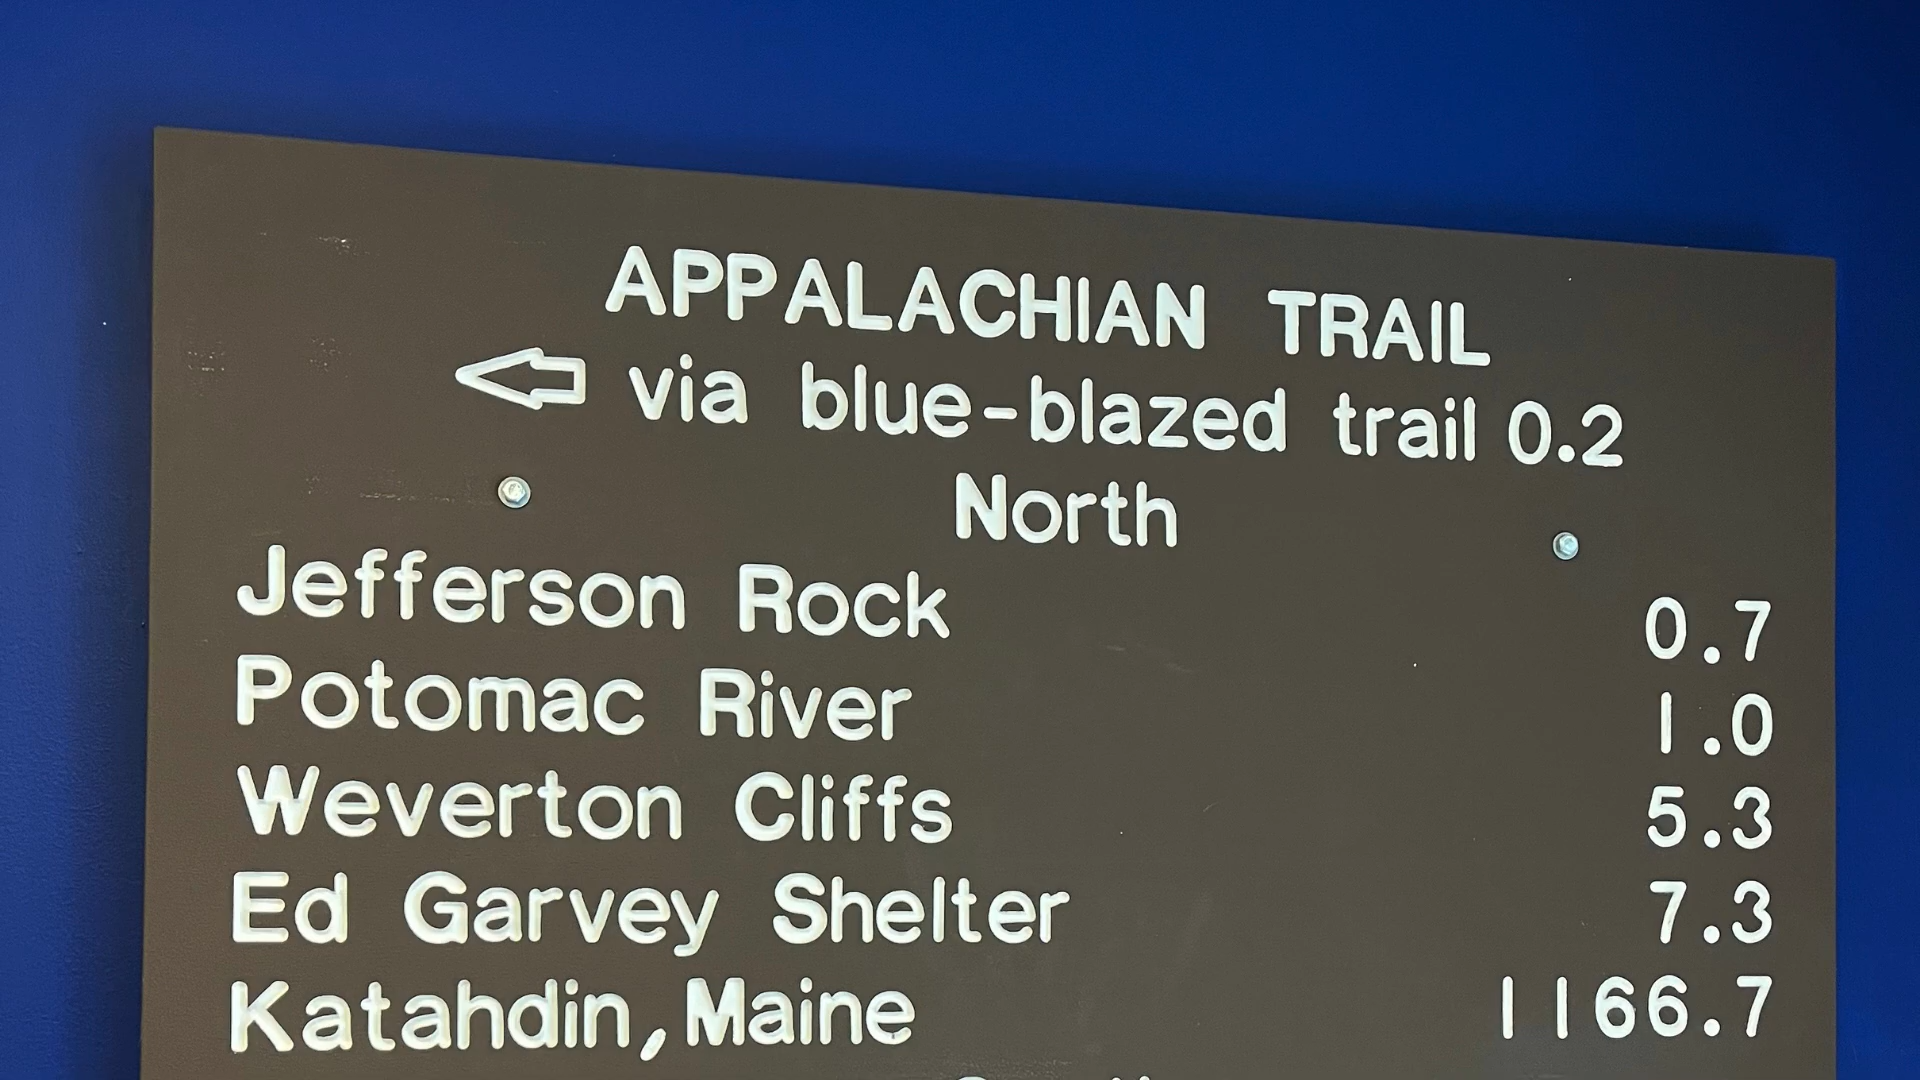 APPALACHIAN TRAIL
via blue-blazed trail 0.2
North
Jefferson Rock 0.7
Potomac River 1.0
Weverton Cliffs 5.3
Ed Garvey Shelter 7.3
Katahdin, Maine 1166.7